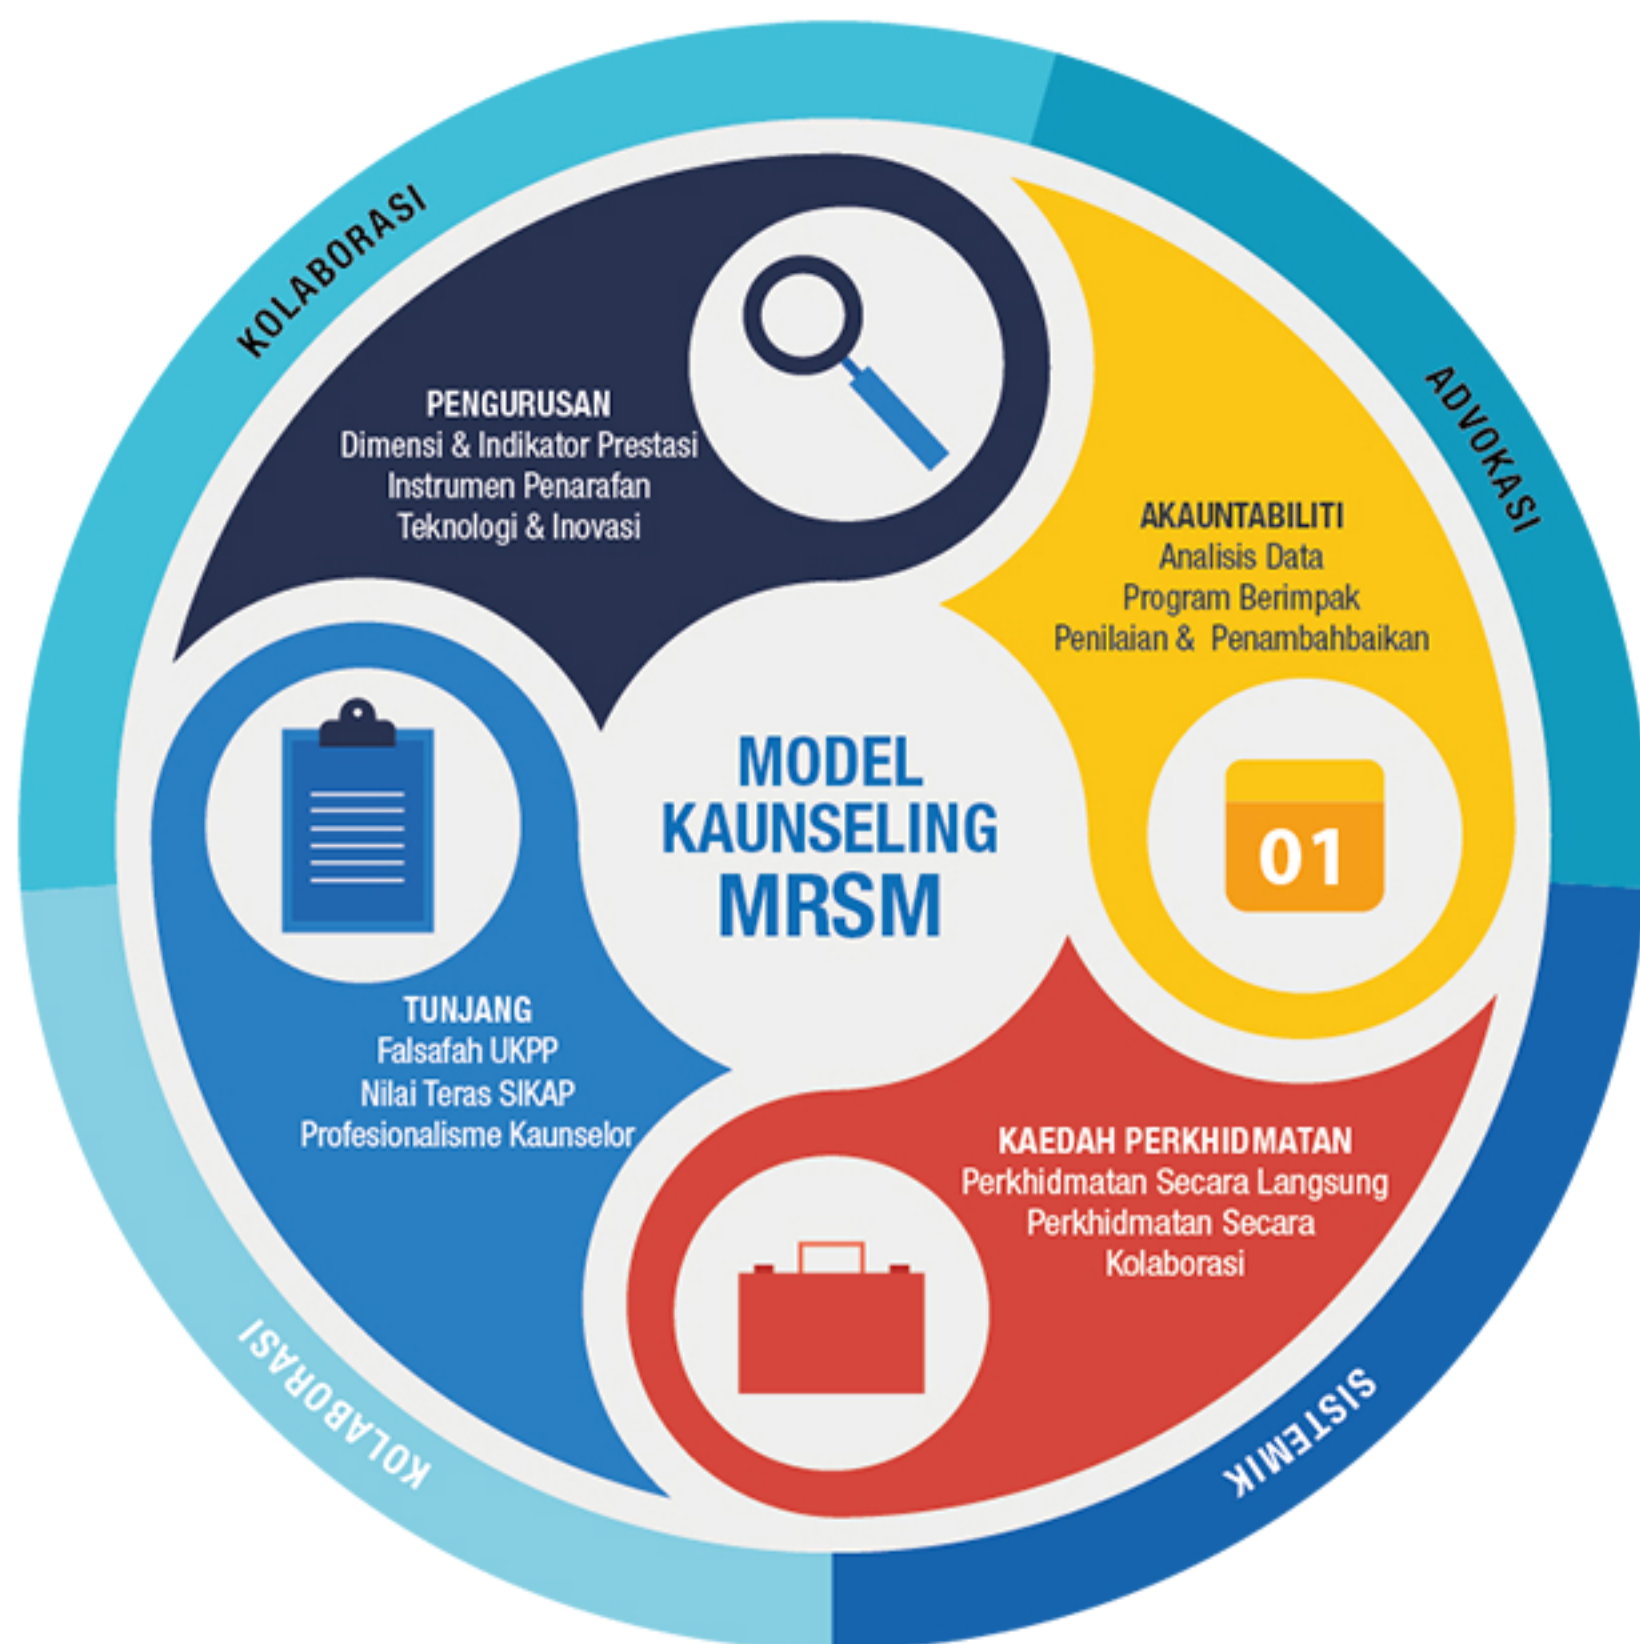 KOLABORASI
ADVOKASI
PENGURUSAN
Dimensi & Indikator Prestasi
Instrumen Penarafan
Teknologi & Inovasi
AKAUNTABILITI
Analisis Data
Program Berimpak
Penilaian & Penambahbaikan
01
MODEL
KAUNSELING
MRSM
TUNJANG
Falsafah UKPP
Nilai Teras SIKAP
Profesionalisme Kaunselor
KAEDAH PERKHIDMATAN
Perkhidmatan Secara Langsung
Perkhidmatan Secara
Kolaborasi
KOLABORASI
SISTEMIK